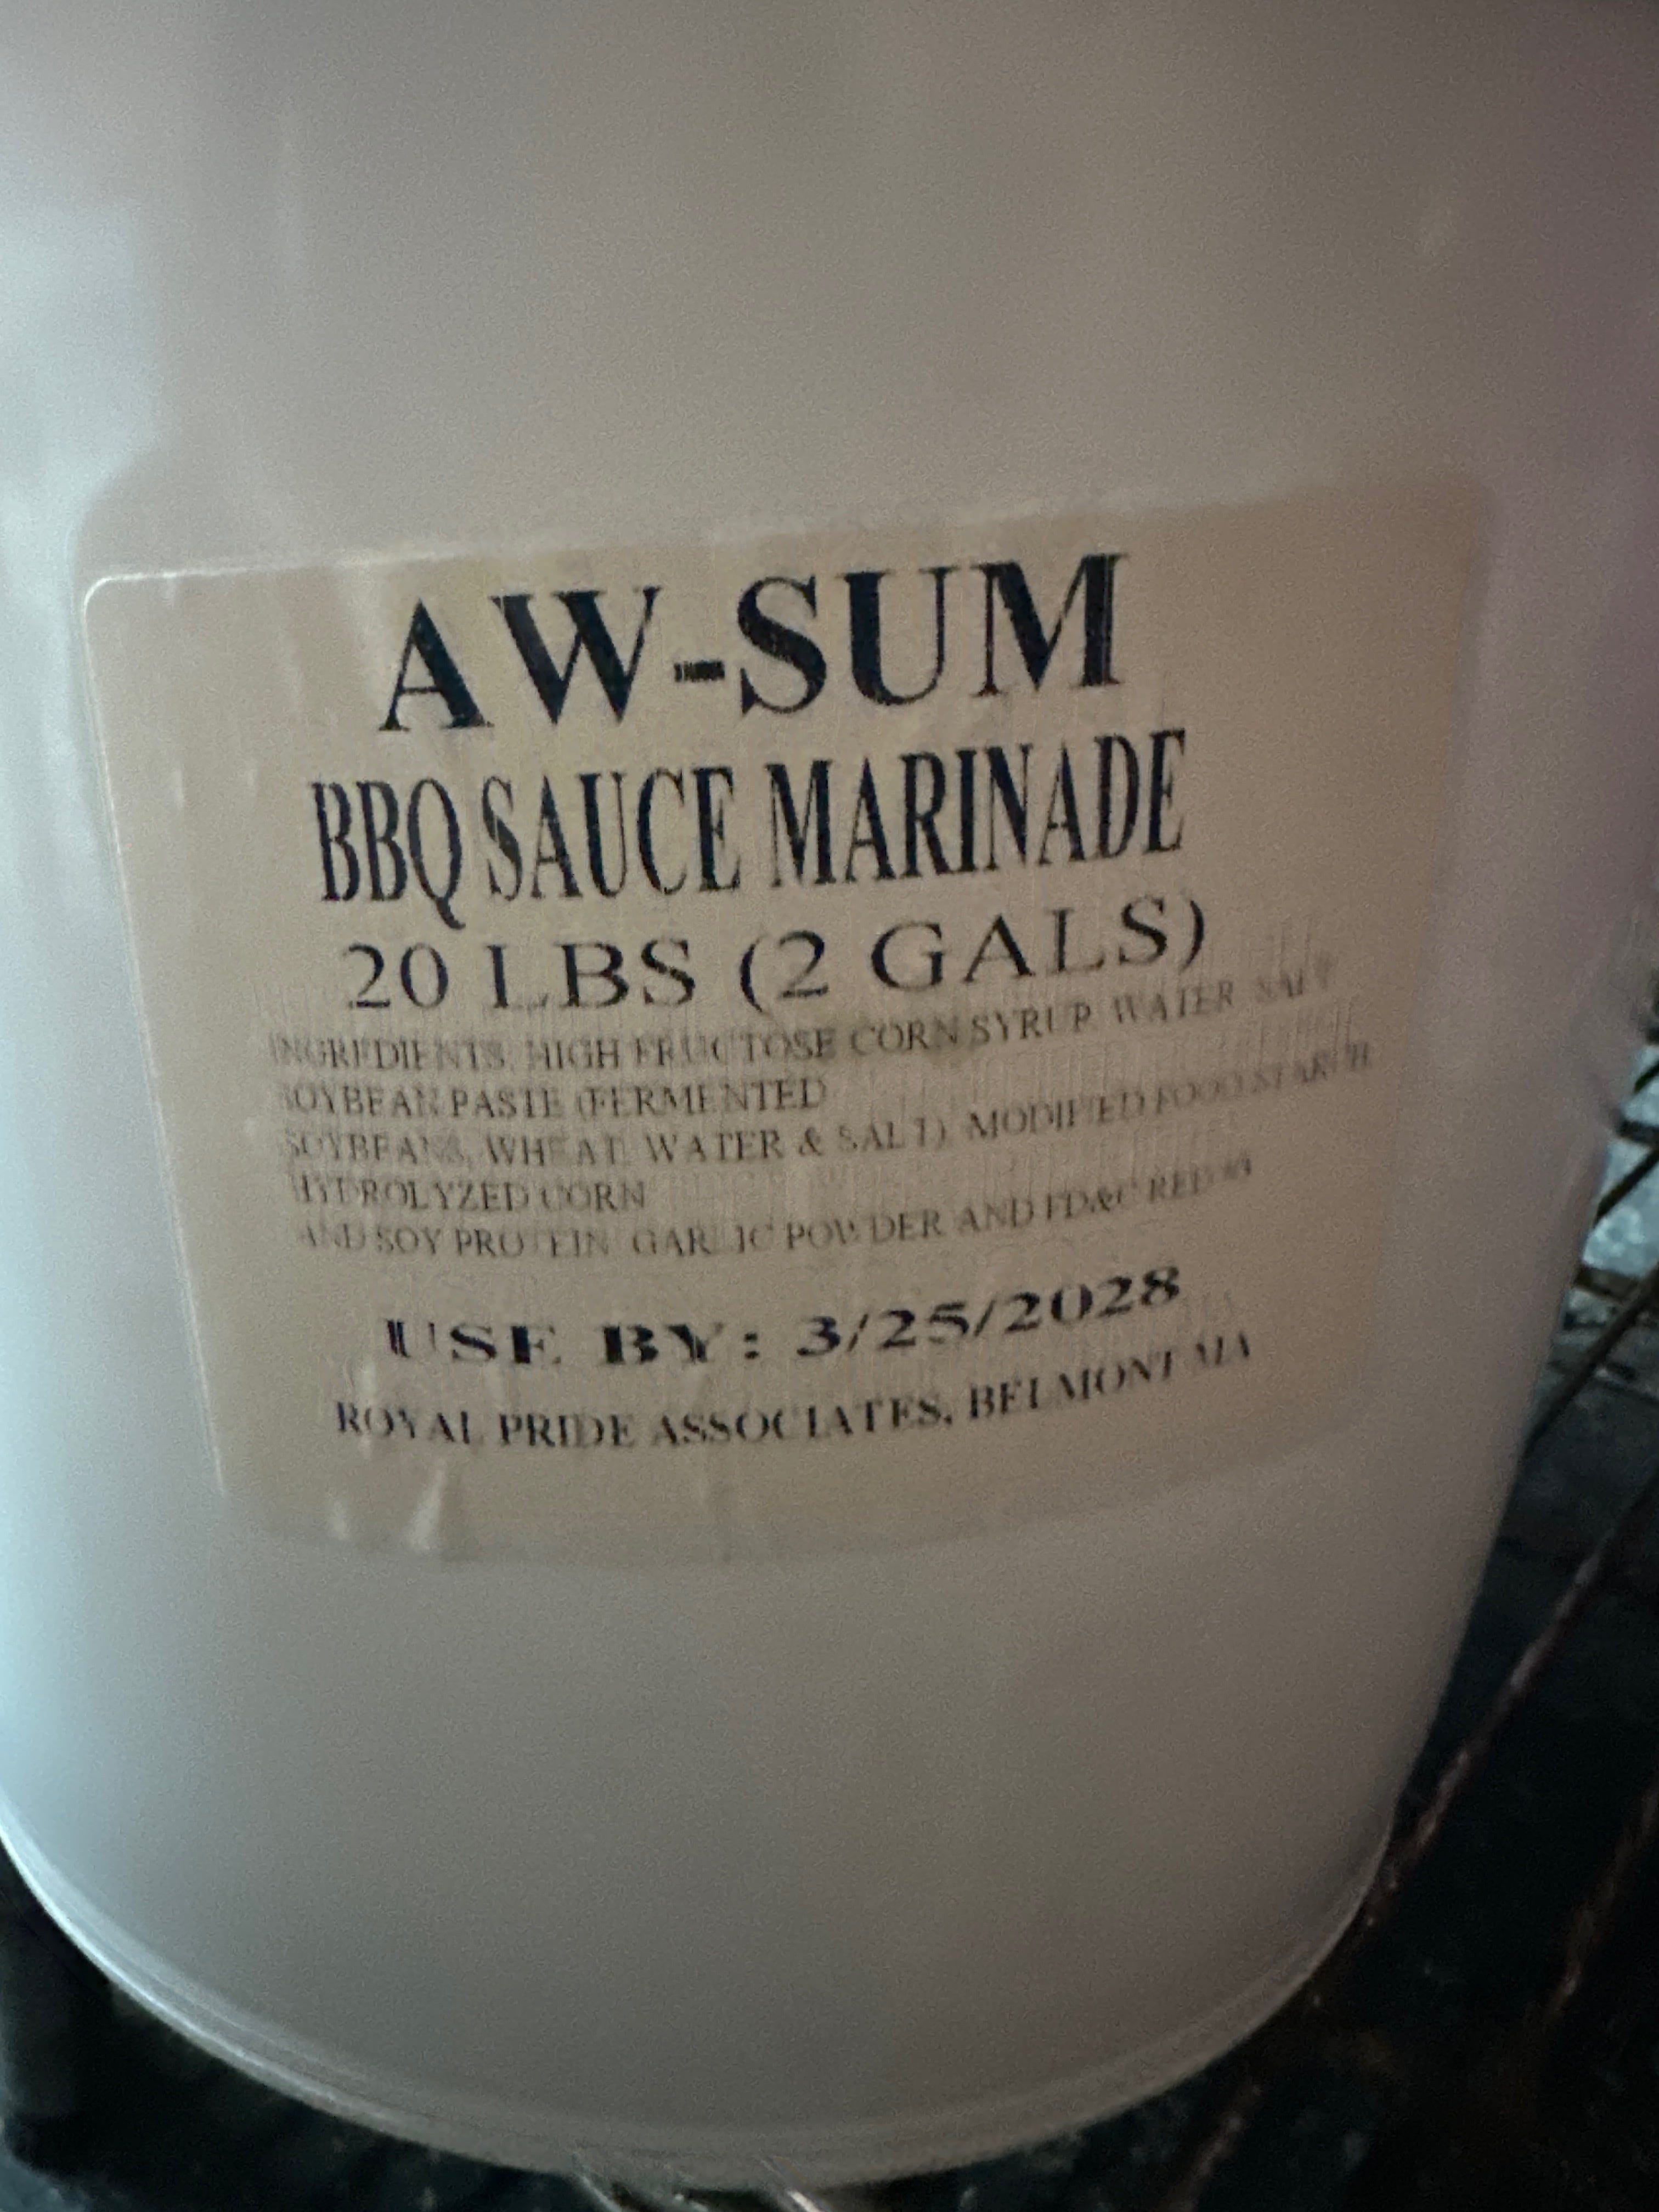 AW-SUM
BBQ SAUCE MARINADE
20 LBS (2 GALS)
INGREDIENTS: HIGH FRUCTOSE CORN SYRUP, WATER, SALT
SOYBEAN PASTE (FERMENTED
SOYBEANS, WHEAT, WATER & SALT), MODIFIED FOOD STARCH
HYDROLYZED CORN
AND SOY PROTEIN, GARLIC POWDER AND FD&C RED
USE BY: 3/25/2028
ROYAL PRIDE ASSOCIATES, BELMONT MA